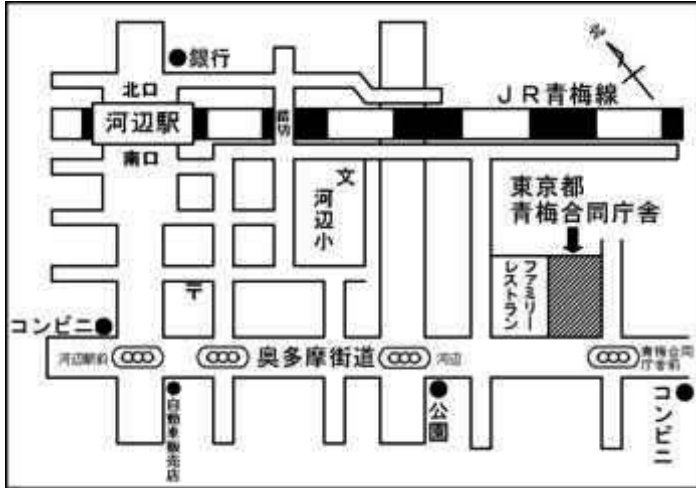 銀行
北口
JR青梅線
河辺駅
踏切
南口
文
河辺小
東京都
青梅合同庁舎
ファミリー
レストラン
〒
コンビニ
河辺駅前
奥多摩街道
河辺
青梅合同
庁舎前
自動車販売店
公園
コンビニ